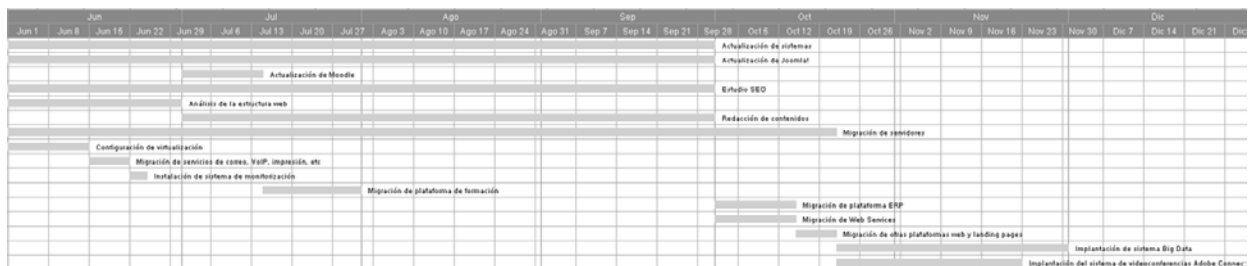 Jun Jul Ago Sep Oct Nov Dic
Jun 1 Jun 8 Jun 15 Jun 22 Jun 29 Jul 6 Jul 13 Jul 20 Jul 27 Ago 3 Ago 10 Ago 17 Ago 24 Ago 31 Sep 7 Sep 14 Sep 21 Sep 28 Oct 5 Oct 12 Oct 19 Oct 26 Nov 2 Nov 9 Nov 16 Nov 23 Nov 30 Dic 7 Dic 14 Dic 21 Dic
Actualización de sistemas
Actualización de Joomla!
Actualización de Moodle
Estudio SEO
Análisis de la estructura web
Redacción de contenidos
Migración de servidores
Configuración de virtualización
Migración de servicios de correo, VoIP, impresión, etc
Instalación de sistema de monitorización
Migración de plataforma de formación
Migración de plataforma ERP
Migración de Web Services
Migración de otras plataformas web y landing pages
Implantación de sistema Big Data
Implantación del sistema de videoconferencias Adobe Connect